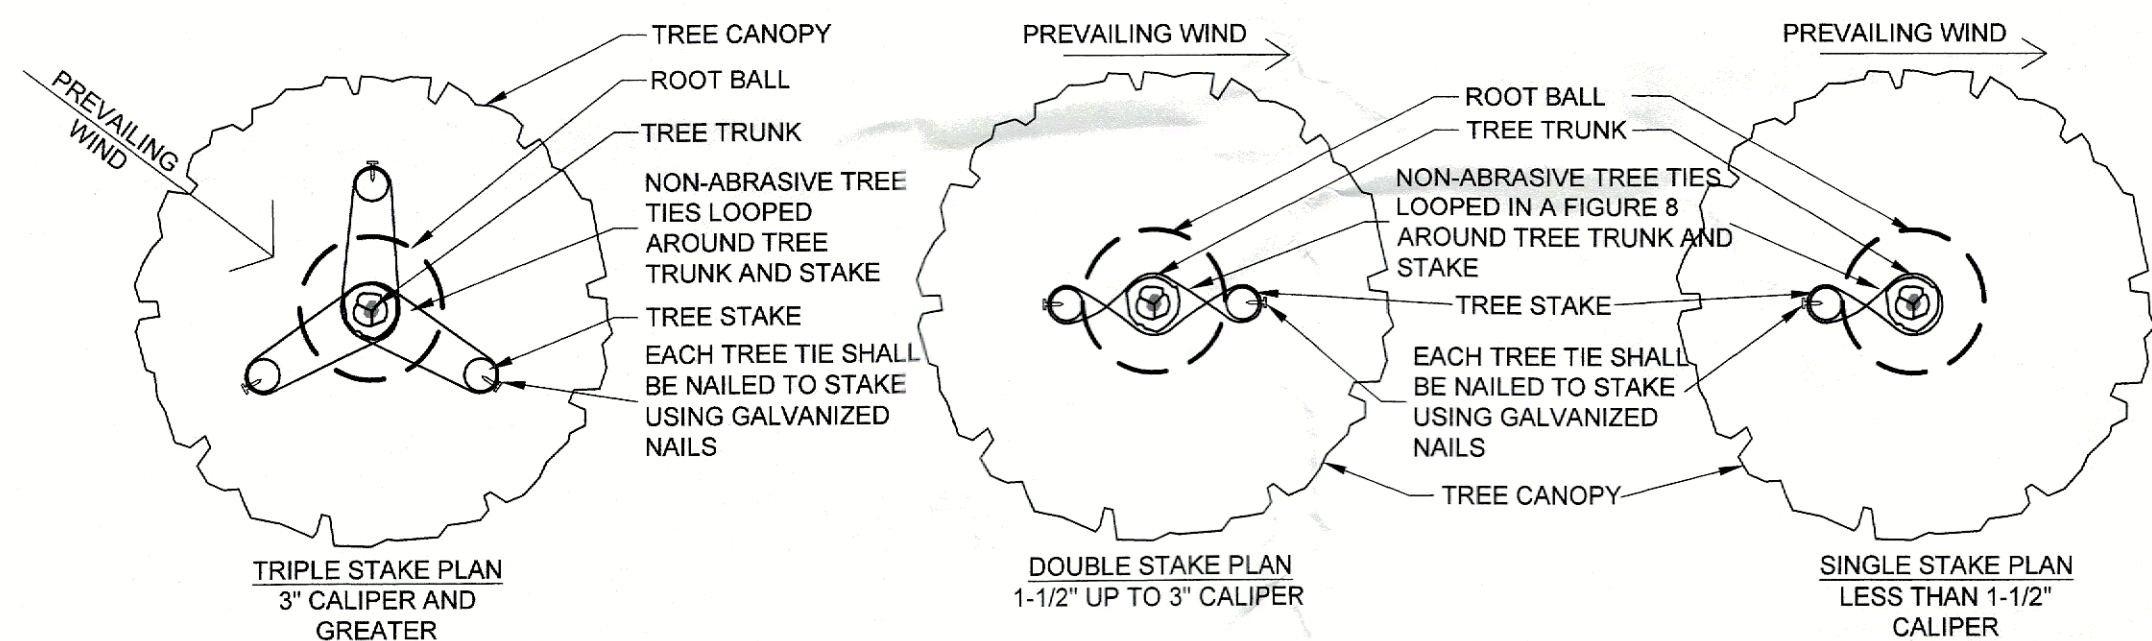 TREE CANOPY
ROOT BALL
TREE TRUNK
NON-ABRASIVE TREE
TIES LOOPED
AROUND TREE
TRUNK AND STAKE
TREE STAKE
EACH TREE TIE SHALL
BE NAILED TO STAKE
USING GALVANIZED
NAILS
PREVAILING
WIND
TRIPLE STAKE PLAN
3" CALIPER AND
GREATER
PREVAILING WIND
ROOT BALL
TREE TRUNK
NON-ABRASIVE TREE TIES
LOOPED IN A FIGURE 8
AROUND TREE TRUNK AND
STAKE
TREE STAKE
EACH TREE TIE SHALL
BE NAILED TO STAKE
USING GALVANIZED
NAILS
TREE CANOPY
DOUBLE STAKE PLAN
1-1/2" UP TO 3" CALIPER
PREVAILING WIND
SINGLE STAKE PLAN
LESS THAN 1-1/2"
CALIPER